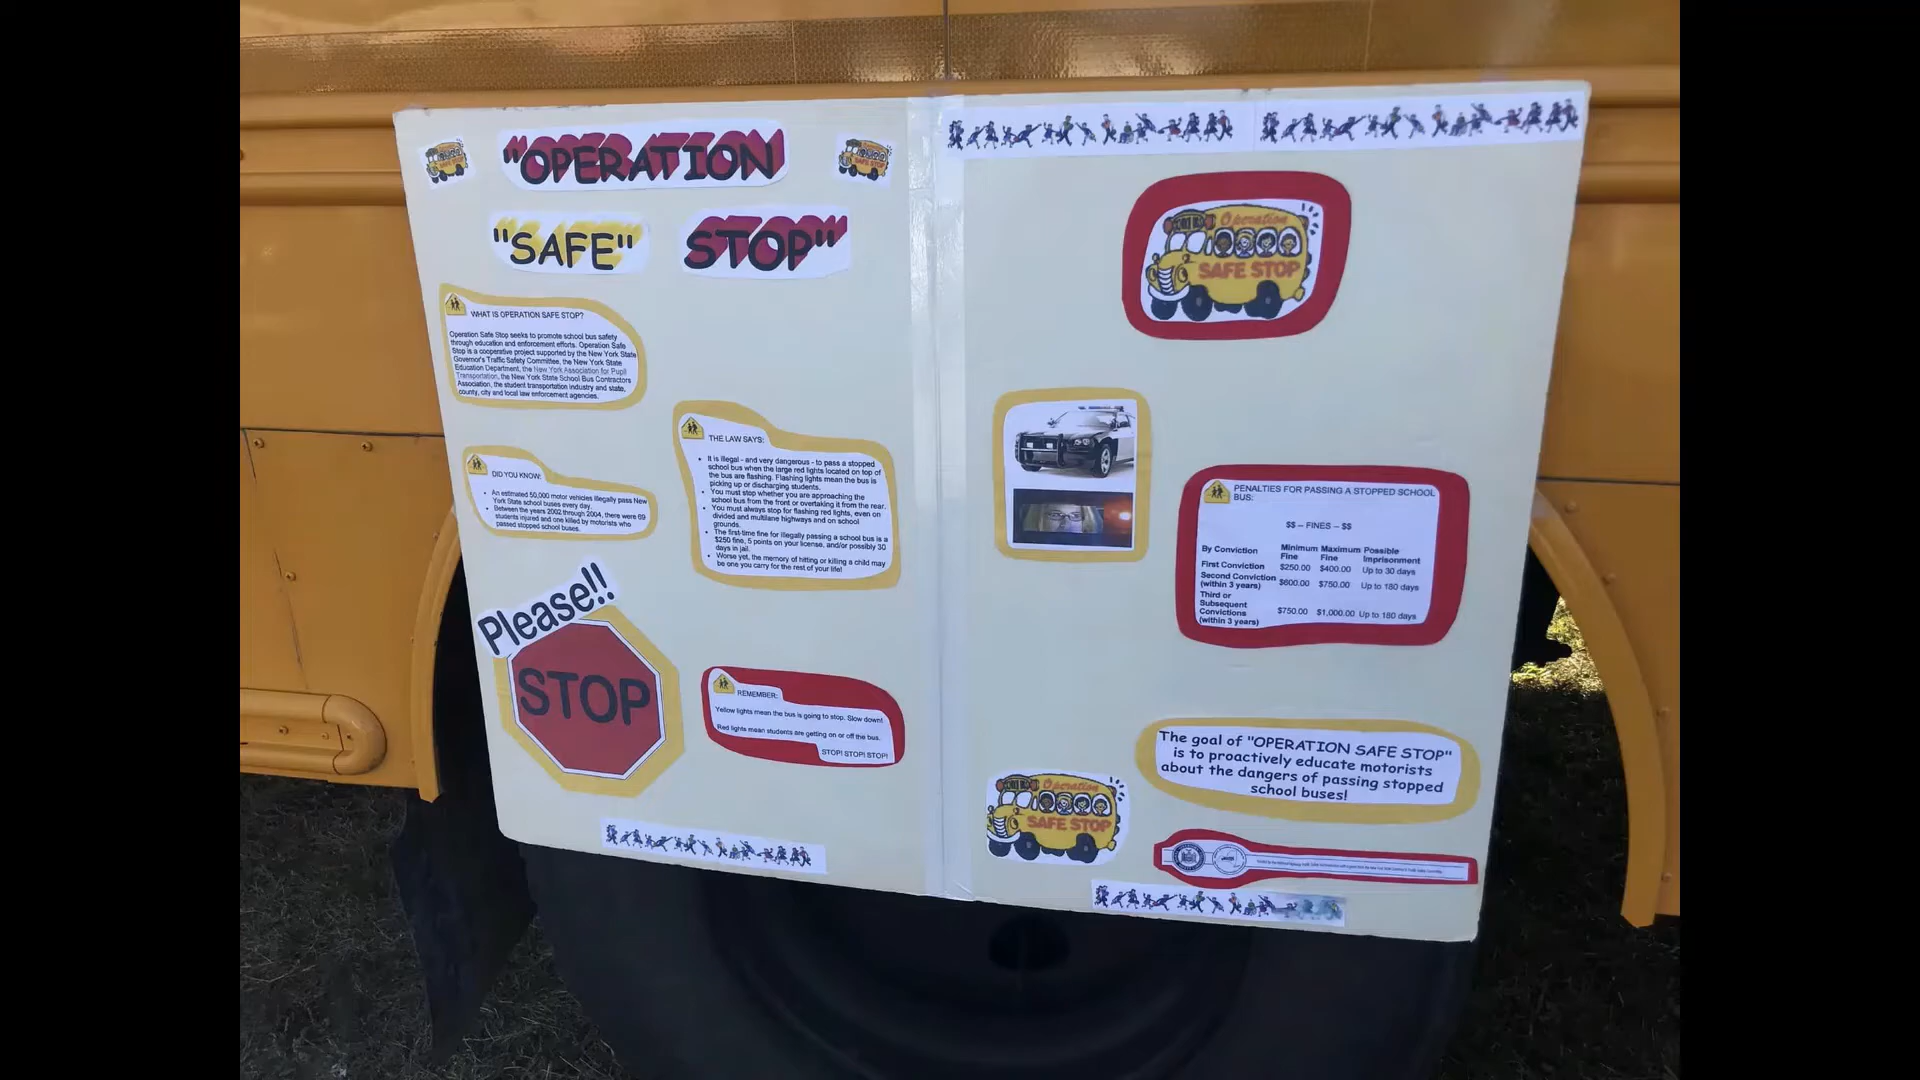 "OPERATION
"SAFE" STOP"
WHAT IS OPERATION SAFE STOP?
Operation Safe Stop seeks to promote school bus safety
through education and enforcement efforts. Operation Safe
Stop is a cooperative project supported by the New York State
Governor's Traffic Safety Committee, the New York State
Education Department, the New York Association for Pupil
Transportation, the New York State School Bus Contractors
Association, the student transportation industry and state,
county, city and local law enforcement agencies.
DID YOU KNOW:
• An estimated 50,000 motor vehicles illegally pass New
York State school buses every day.
• Between the years 2002 through 2004, there were 69
students injured and one killed by motorists who
passed stopped school buses.
THE LAW SAYS:
• It is illegal - and very dangerous - to pass a stopped
school bus when the large red lights located on top of
the bus are flashing. Flashing lights mean the bus is
picking up or discharging students.
• You must stop whether you are approaching the
school bus from the front or overtaking it from the rear.
• You must always stop for flashing red lights, even on
divided and multilane highways and on school
grounds.
• The first-time fine for illegally passing a school bus is a
$250 fine, 5 points on your license, and/or possibly 30
days in jail.
• Worse yet, the memory of hitting or killing a child may
be one you carry for the rest of your life!
Please!!
STOP
REMEMBER:
Yellow lights mean the bus is going to stop. Slow down!
Red lights mean students are getting on or off the bus.
STOP! STOP! STOP!
Operation
SAFE STOP
PENALTIES FOR PASSING A STOPPED SCHOOL
BUS:
$$ -- FINES -- $$
By Conviction Minimum Fine Maximum Fine Possible Imprisonment
First Conviction $250.00 $400.00 Up to 30 days
Second Conviction (within 3 years) $600.00 $750.00 Up to 180 days
Third or Subsequent Convictions (within 3 years) $750.00 $1,000.00 Up to 180 days
The goal of "OPERATION SAFE STOP"
is to proactively educate motorists
about the dangers of passing stopped
school buses!
Operation
SAFE STOP